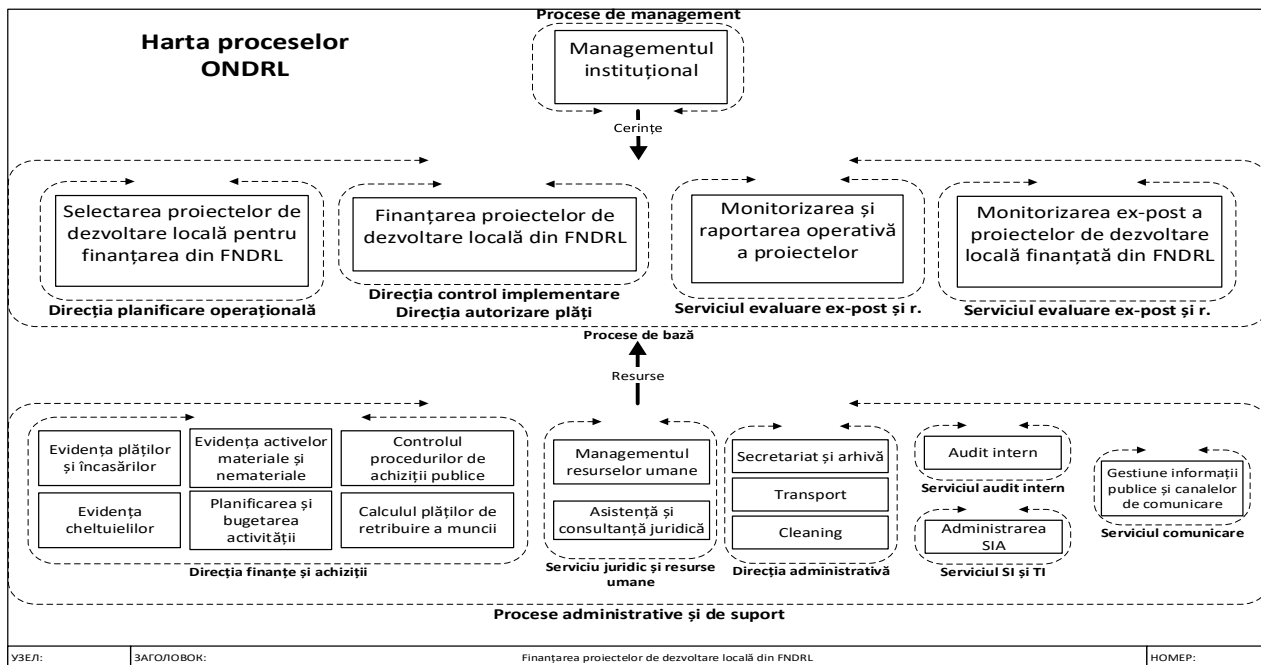 Procese de management
Harta proceselor
ONDRL
Managementul
instituțional
Cerințe
Selectarea proiectelor de
dezvoltare locală pentru
finanțarea din FNDRL
Direcția planificare operațională
Finanțarea proiectelor de
dezvoltare locală din FNDRL
Direcția control implementare
Direcția autorizare plăți
Monitorizarea și
raportarea operativă
a proiectelor
Serviciul evaluare ex-post și r.
Monitorizarea ex-post a
proiectelor de dezvoltare
locală finanțată din FNDRL
Serviciul evaluare ex-post și r.
Procese de bază
Resurse
Evidența plăților
și încasărilor
Evidența activelor
materiale și
nemateriale
Controlul
procedurilor de
achiziții publice
Evidența
cheltuielilor
Planificarea și
bugetarea
activității
Calculul plăților de
retribuire a muncii
Direcția finanțe și achiziții
Managementul
resurselor umane
Asistență și
consultanță juridică
Serviciu juridic și resurse
umane
Secretariat și arhivă
Transport
Cleaning
Direcția administrativă
Audit intern
Serviciul audit intern
Administrarea
SIA
Serviciul SI și TI
Gestiune informații
publice și canalelor
de comunicare
Serviciul comunicare
Procese administrative și de suport
УЗЕЛ:
ЗАГОЛОВОК:
Finanțarea proiectelor de dezvoltare locală din FNDRL
НОМЕР: